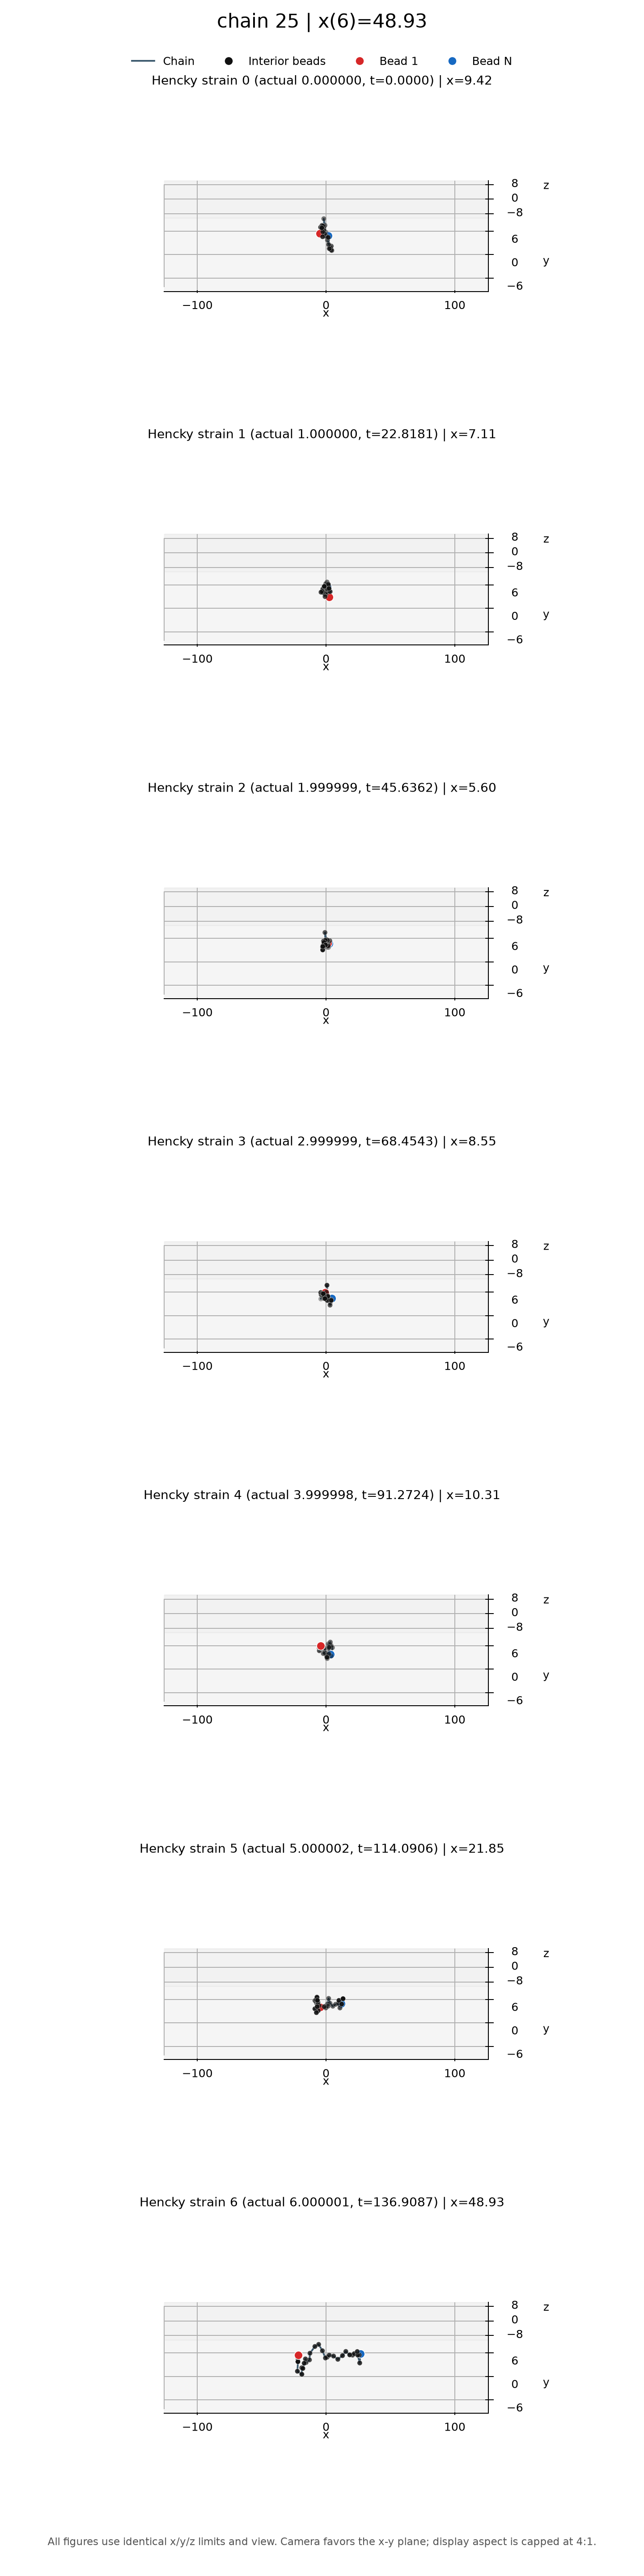 chain 25 | x(6)=48.93
Chain Interior beads Bead 1 Bead N
Hencky strain 0 (actual 0.000000, t=0.0000) | x=9.42
8 z
0
−8
6
0 y
−6
−100 0 100
x
Hencky strain 1 (actual 1.000000, t=22.8181) | x=7.11
8 z
0
−8
6
0 y
−6
−100 0 100
x
Hencky strain 2 (actual 1.999999, t=45.6362) | x=5.60
8 z
0
−8
6
0 y
−6
−100 0 100
x
Hencky strain 3 (actual 2.999999, t=68.4543) | x=8.55
8 z
0
−8
6
0 y
−6
−100 0 100
x
Hencky strain 4 (actual 3.999998, t=91.2724) | x=10.31
8 z
0
−8
6
0 y
−6
−100 0 100
x
Hencky strain 5 (actual 5.000002, t=114.0906) | x=21.85
8 z
0
−8
6
0 y
−6
−100 0 100
x
Hencky strain 6 (actual 6.000001, t=136.9087) | x=48.93
8 z
0
−8
6
0 y
−6
−100 0 100
x
All figures use identical x/y/z limits and view. Camera favors the x-y plane; display aspect is capped at 4:1.